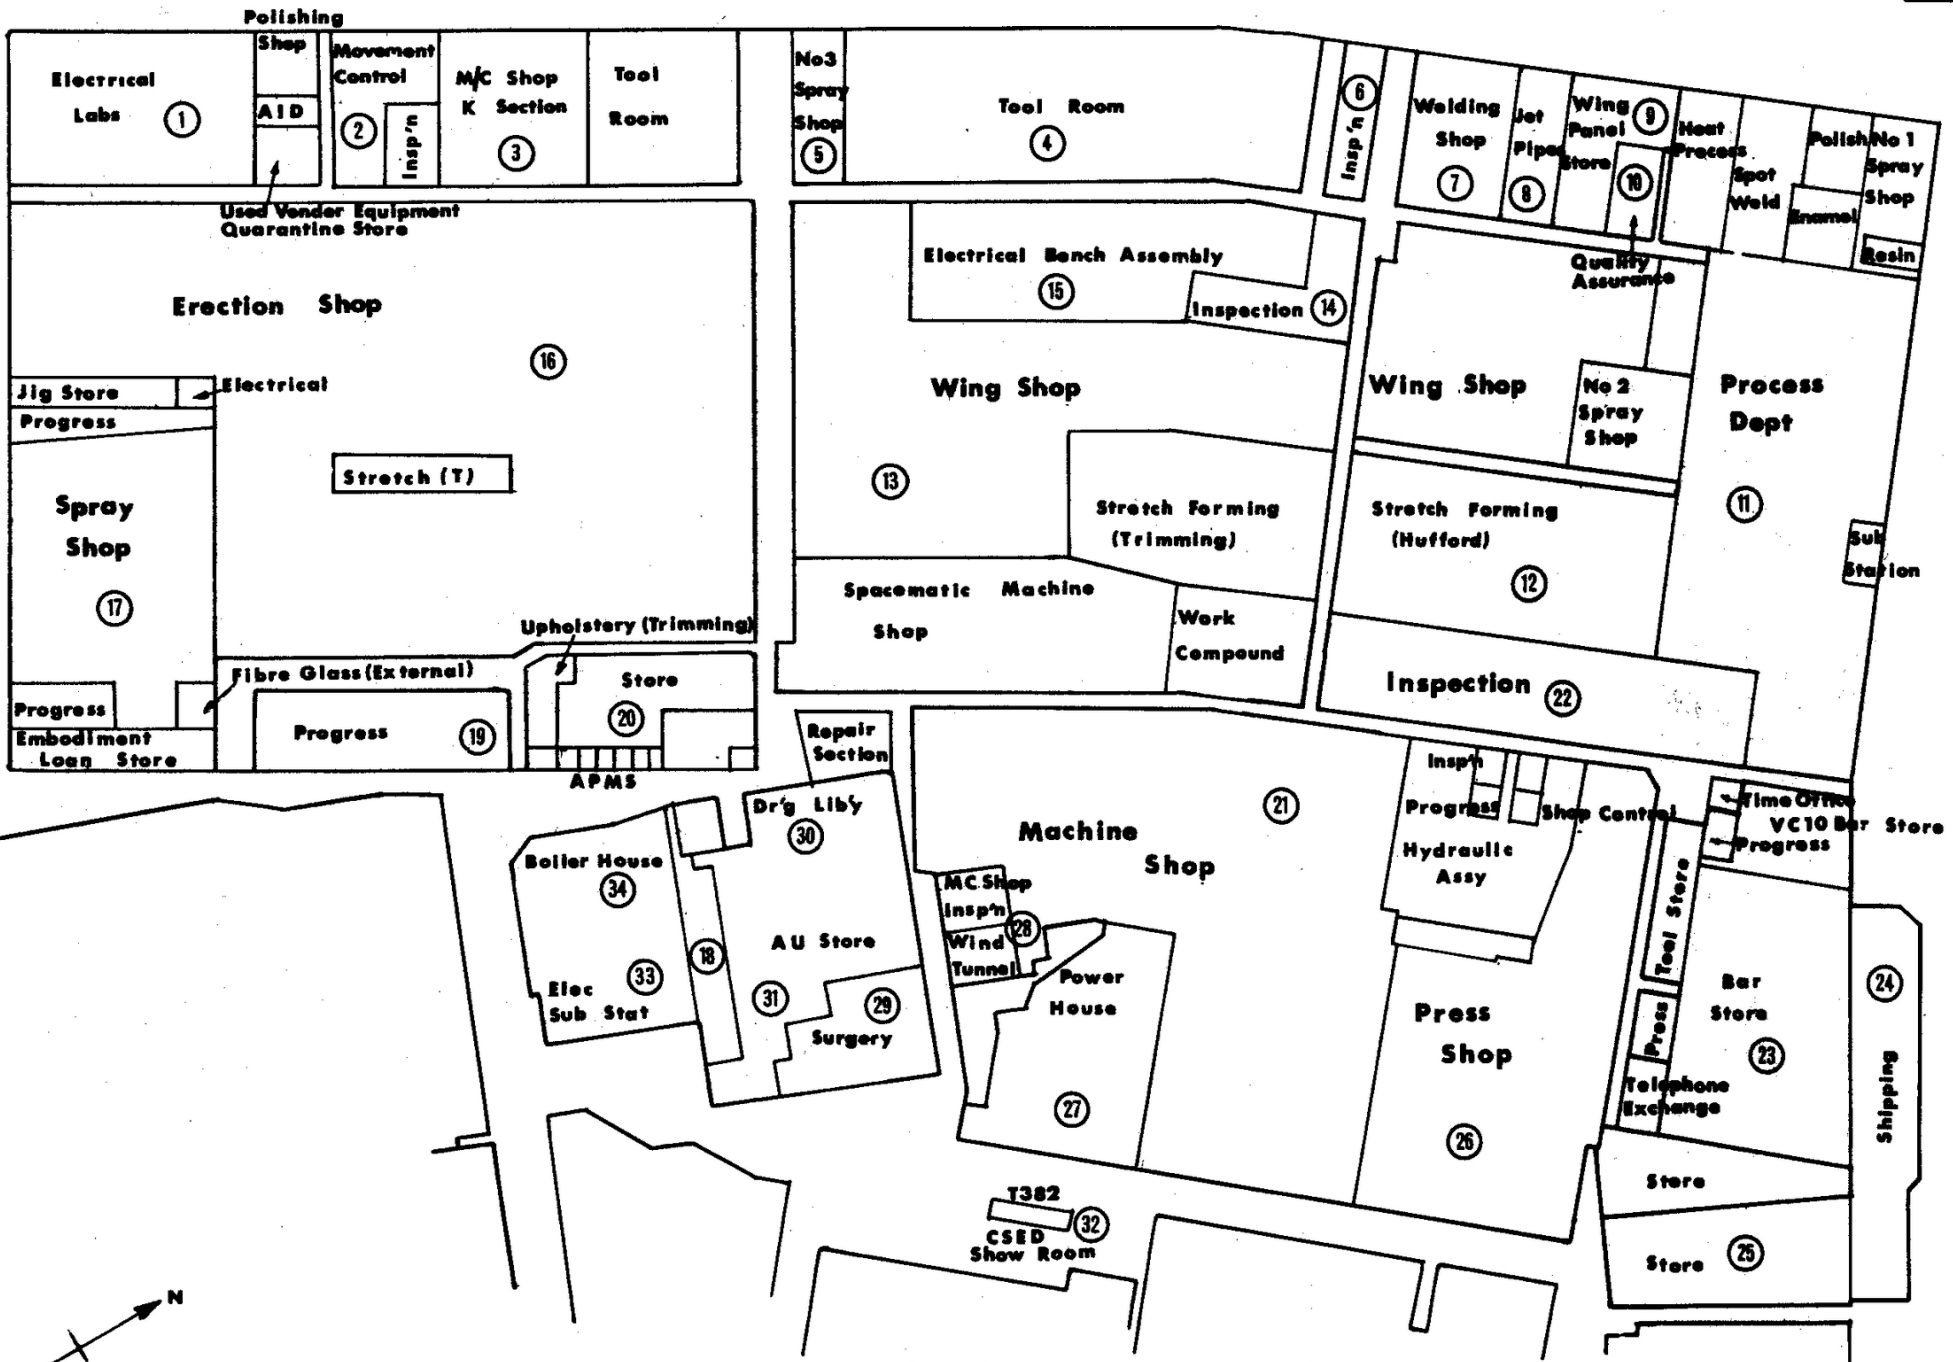 Polishing
Shop
Electrical
Labs
1
AID
Used Vender Equipment
Quarantine Store
Movement
Control
2
Insp'n
M/C Shop
K Section
3
Tool
Room
No3
Spray
Shop
5
Tool Room
4
6
Insp'n
Welding
Shop
7
Jet
Pipes
8
Wing
Panel
Store
9
10
Quality
Assurance
Heat
Process
Spot
Weld
Polish
Enamel
No 1
Spray
Shop
Resin
Erection Shop
16
Jig Store
Electrical
Progress
Stretch (T)
Spray
Shop
17
Progress
Embodiment
Loan Store
Fibre Glass (External)
Progress
19
Upholstery (Trimming)
Store
20
APMS
Electrical Bench Assembly
15
Inspection
14
Wing Shop
13
Stretch Forming
(Trimming)
Spacematic Machine
Shop
Work
Compound
Wing Shop
No 2
Spray
Shop
Process
Dept
11
Sub
Station
Stretch Forming
(Hufford)
12
Inspection
22
Repair
Section
Dr'g Lib'y
30
Boiler House
34
33
Elec
Sub Stat
18
AU Store
31
29
Surgery
Machine
Shop
21
MC Shop
Insp'n
28
Wind
Tunnel
Power
House
27
Insp'n
Progress
Shop Control
Hydraulic
Assy
Press
Shop
26
Tool Store
Press
Telephone
Exchange
Time Office
VC10 Bar Store
Progress
Bar
Store
23
24
Shipping
Store
Store
25
T382
32
CSED
Show Room
N